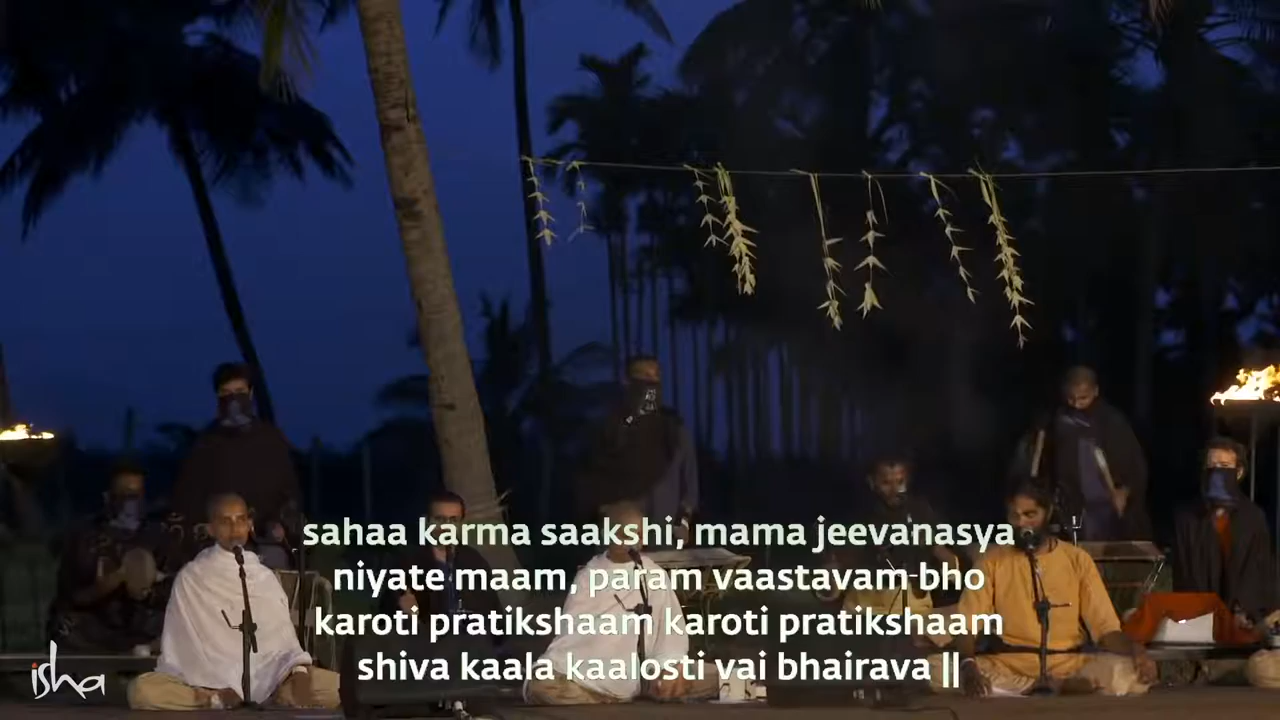 sahaa karma saakshi, mama jeevanasya
niyate maam, param vaastavam-bho
karoti pratikshaam karoti pratikshaam
shiva kaala kaalosti vai bhairava ||
isha